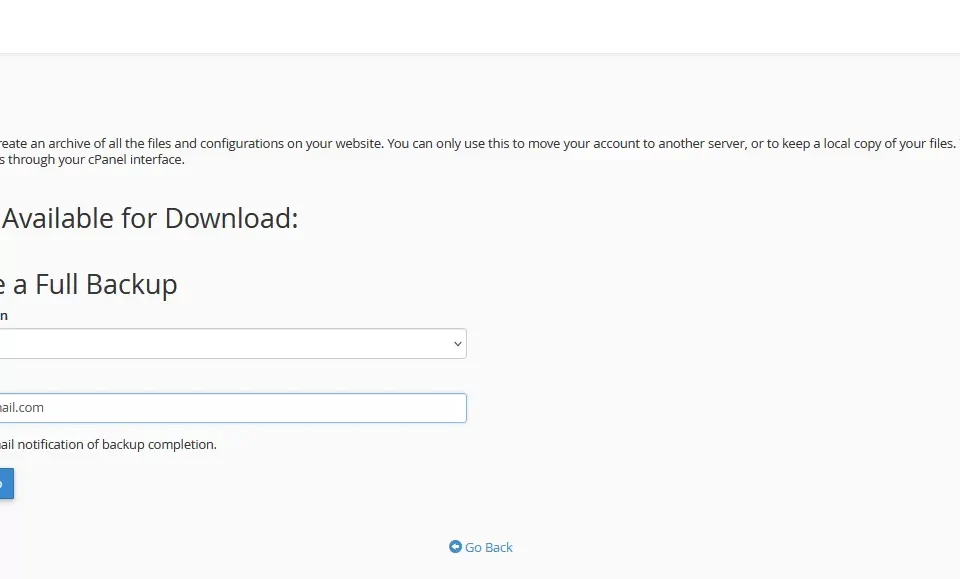 reate an archive of all the files and configurations on your website. You can only use this to move your account to another server, or to keep a local copy of your files.
s through your cPanel interface.
Available for Download:
e a Full Backup
n
ail.com
ail notification of backup completion.
Go Back